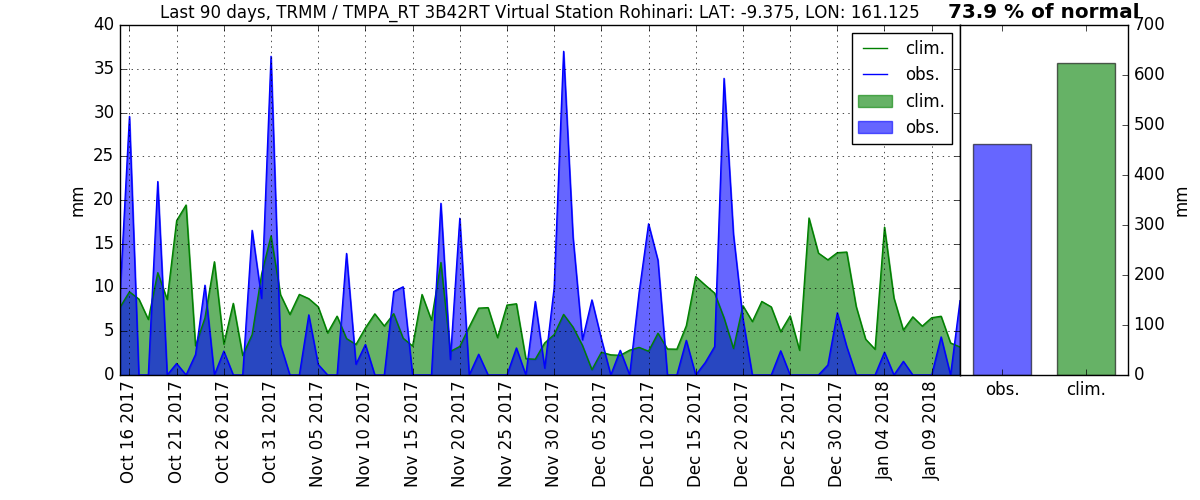 Last 90 days, TRMM / TMPA_RT 3B42RT Virtual Station Rohinari: LAT: -9.375, LON: 161.125
73.9 % of normal
mm
40
35
30
25
20
15
10
5
0
clim.
obs.
clim.
obs.
Oct 16 2017
Oct 21 2017
Oct 26 2017
Oct 31 2017
Nov 05 2017
Nov 10 2017
Nov 15 2017
Nov 20 2017
Nov 25 2017
Nov 30 2017
Dec 05 2017
Dec 10 2017
Dec 15 2017
Dec 20 2017
Dec 25 2017
Dec 30 2017
Jan 04 2018
Jan 09 2018
700
600
500
400
300
200
100
0
mm
obs.
clim.